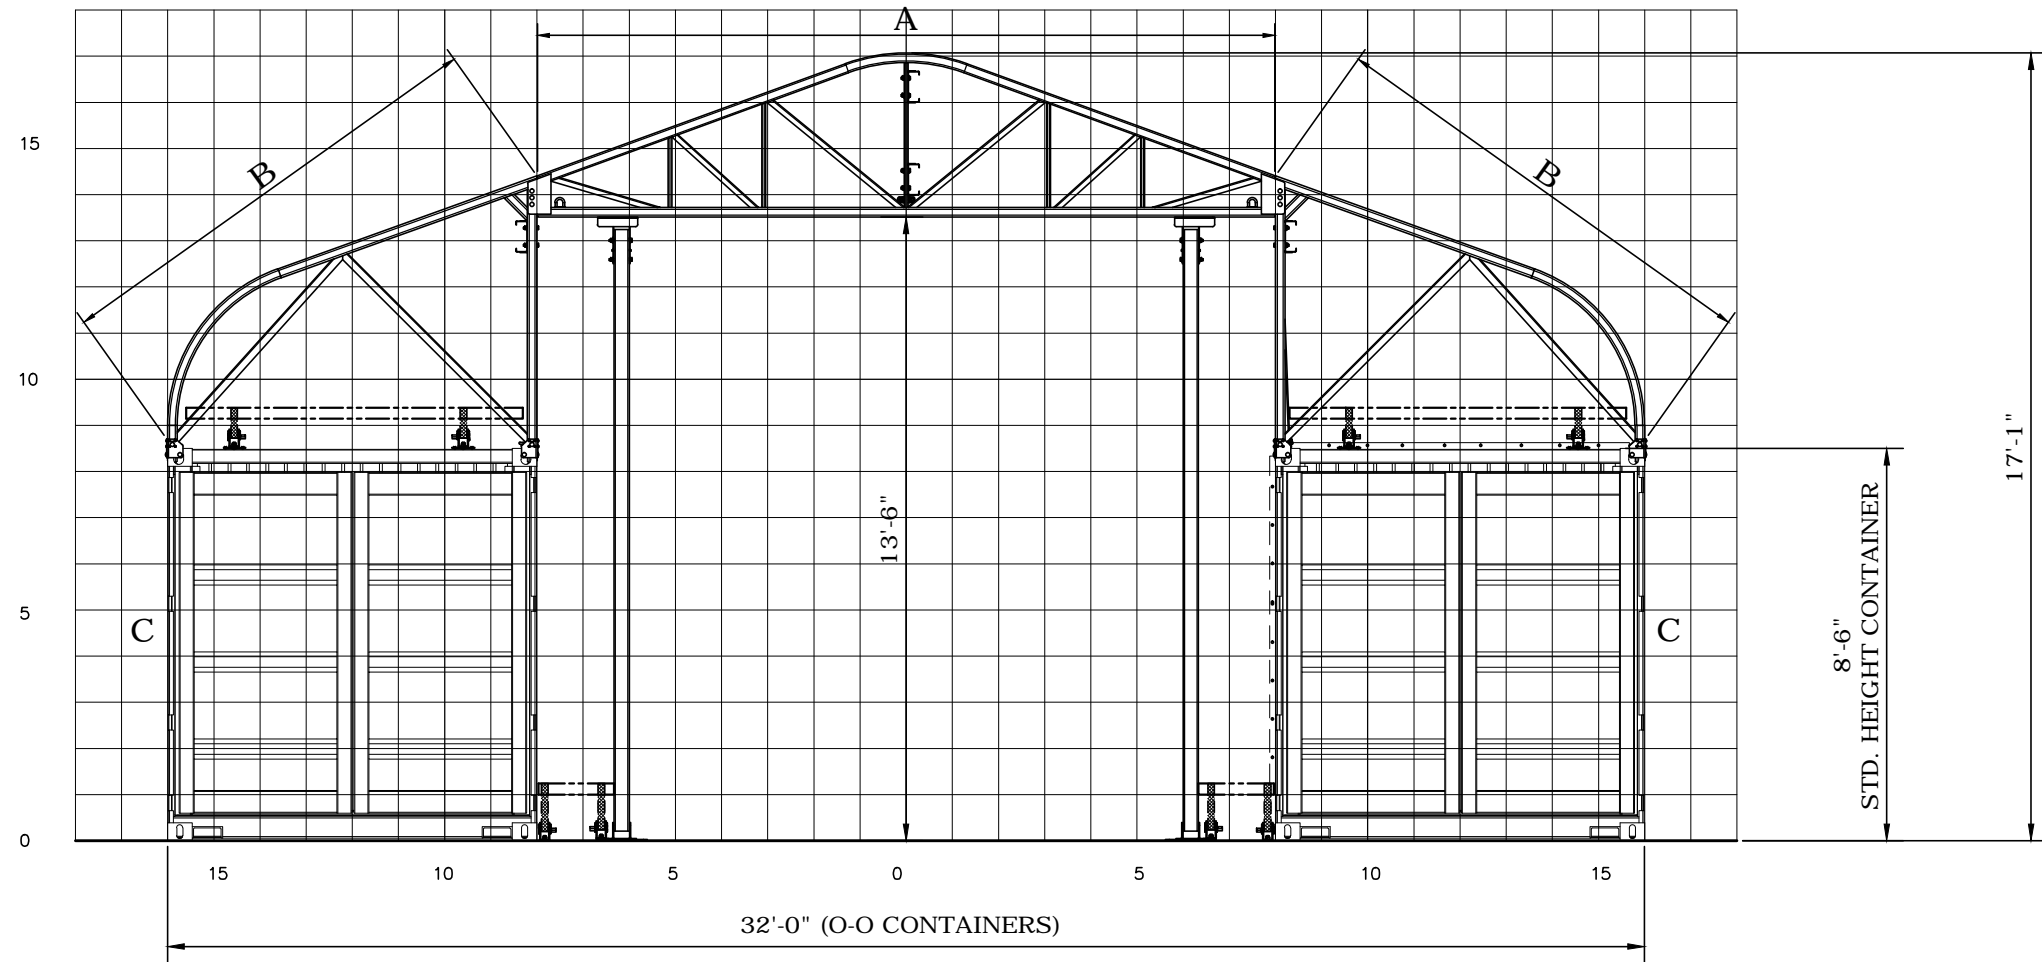 A
15
B
B
17'-1"
10
13'-6"
8'-6"
STD. HEIGHT CONTAINER
5
C
C
0
15
10
5
0
5
10
15
32'-0" (O-O CONTAINERS)